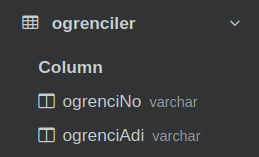 ogrenciler
Column
ogrenciNo varchar
ogrenciAdi varchar